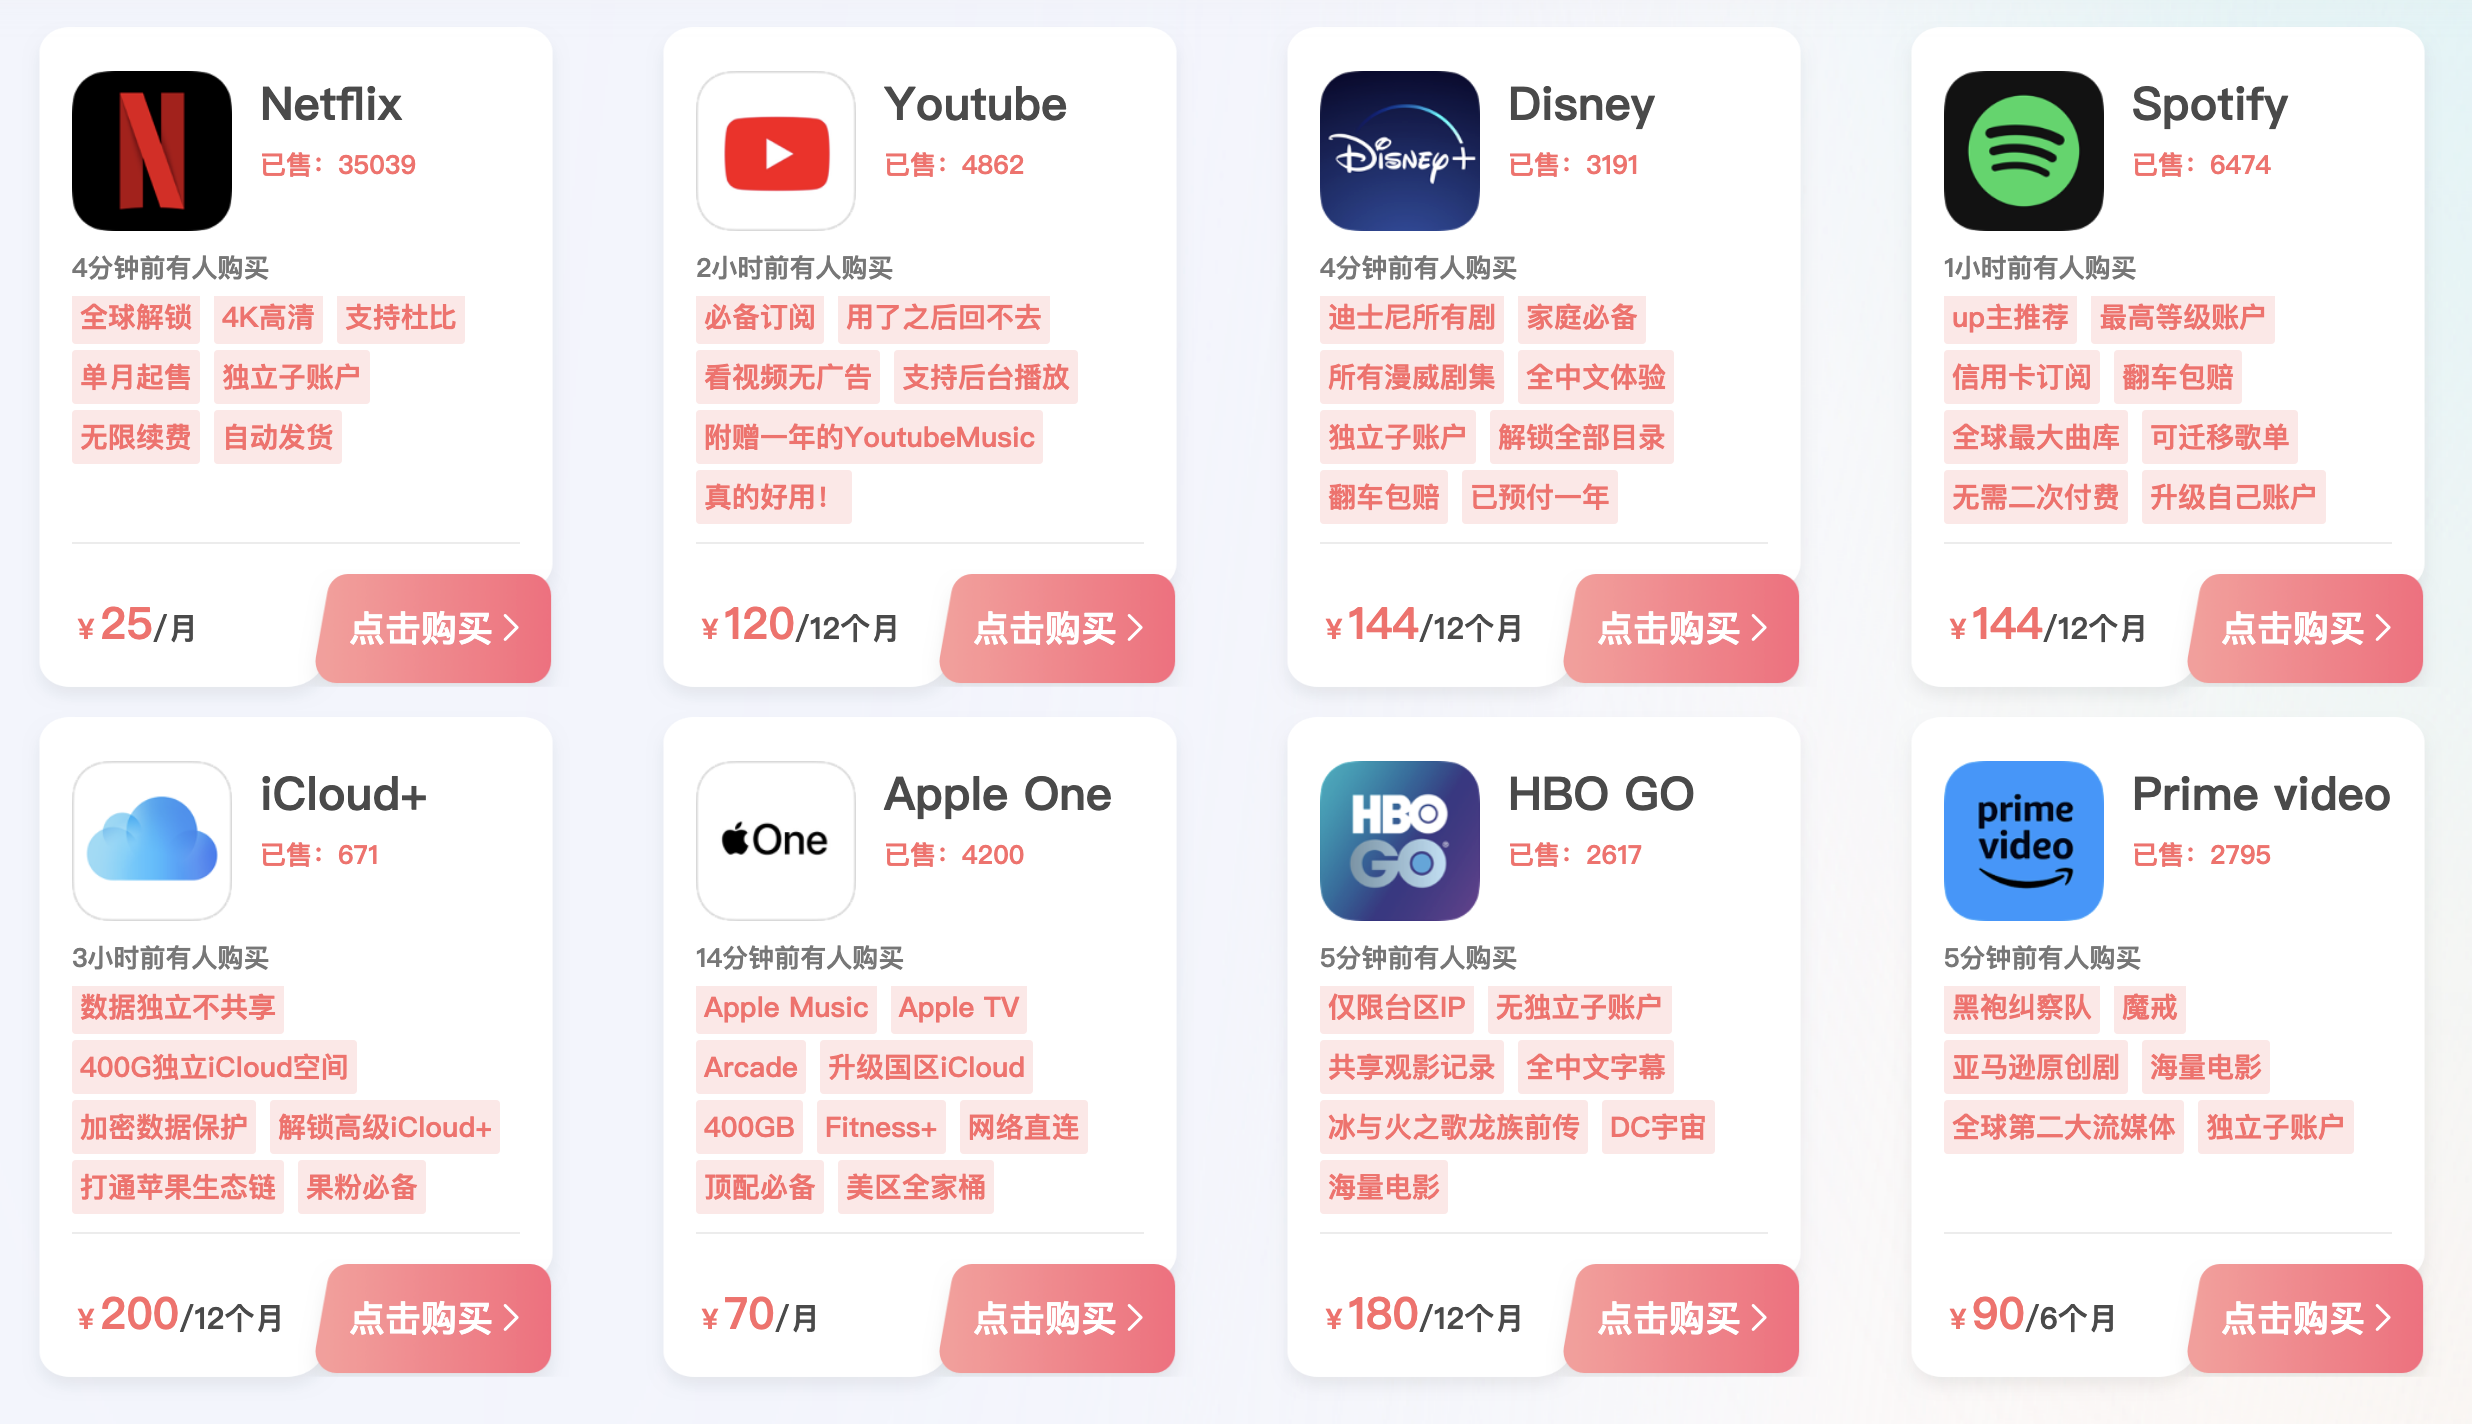 Netflix
已售：35039
4分钟前有人购买
全球解锁 4K高清 支持杜比
单月起售 独立子账户
无限续费 自动发货
¥25/月 点击购买
Youtube
已售：4862
2小时前有人购买
必备订阅 用了之后回不去
看视频无广告 支持后台播放
附赠一年的YoutubeMusic
真的好用！
¥120/12个月 点击购买
Disney+
Disney
已售：3191
4分钟前有人购买
迪士尼所有剧 家庭必备
所有漫威剧集 全中文体验
独立子账户 解锁全部目录
翻车包赔 已预付一年
¥144/12个月 点击购买
Spotify
已售：6474
1小时前有人购买
up主推荐 最高等级账户
信用卡订阅 翻车包赔
全球最大曲库 可迁移歌单
无需二次付费 升级自己账户
¥144/12个月 点击购买
iCloud+
已售：671
3小时前有人购买
数据独立不共享
400G独立iCloud空间
加密数据保护 解锁高级iCloud+
打通苹果生态链 果粉必备
¥200/12个月 点击购买
One
Apple One
已售：4200
14分钟前有人购买
Apple Music Apple TV
Arcade 升级国区iCloud
400GB Fitness+ 网络直连
顶配必备 美区全家桶
¥70/月 点击购买
HBO
GO
HBO GO
已售：2617
5分钟前有人购买
仅限台区IP 无独立子账户
共享观影记录 全中文字幕
冰与火之歌龙族前传 DC宇宙
海量电影
¥180/12个月 点击购买
prime
video
Prime video
已售：2795
5分钟前有人购买
黑袍纠察队 魔戒
亚马逊原创剧 海量电影
全球第二大流媒体 独立子账户
¥90/6个月 点击购买